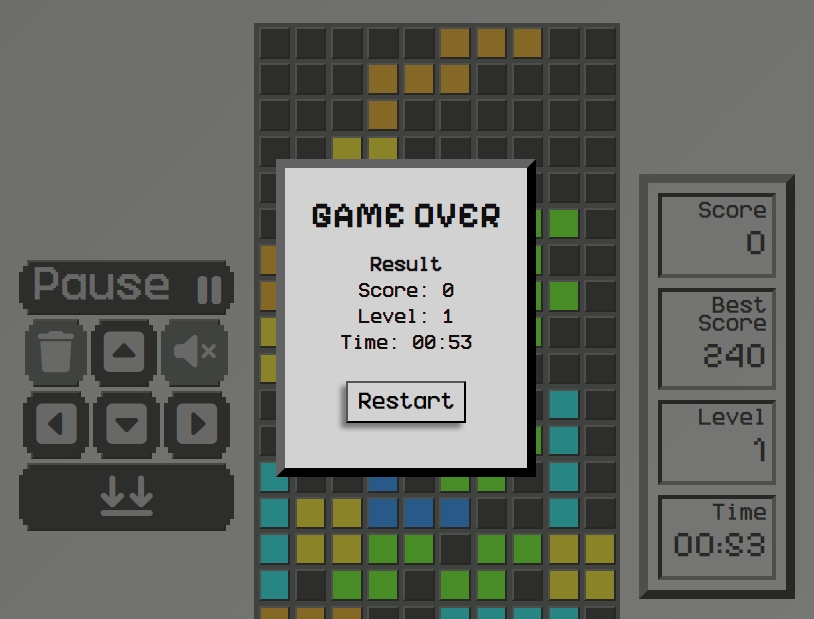 Pause
GAME OVER
Result
Score: 0
Level: 1
Time: 00:53
Restart
Score
0
Best
Score
240
Level
1
Time
00:53